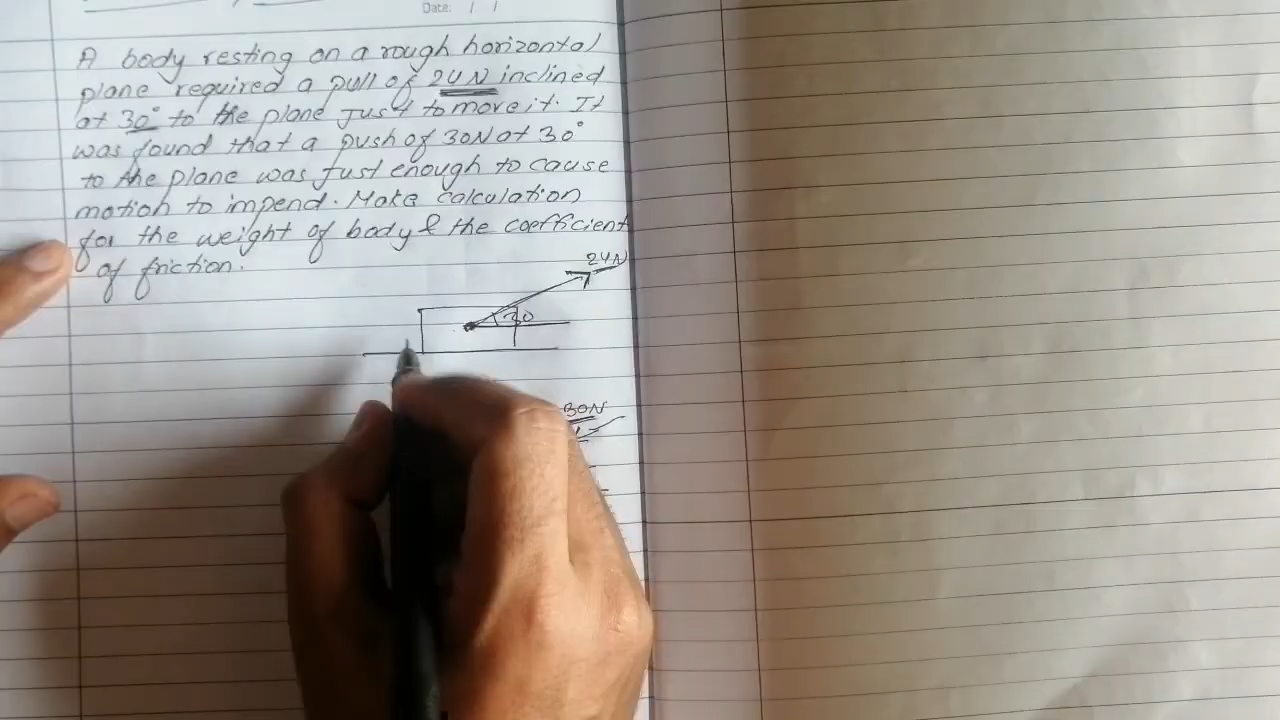 Date: / /
A body resting on a rough horizontal
plane required a pull of 24N inclined
at 30° to the plane Just to move it. It
was found that a push of 30N at 30°
to the plane was just enough to cause
motion to impend. Make calculation
for the weight of body & the coefficient
of friction.
24N
30
30N